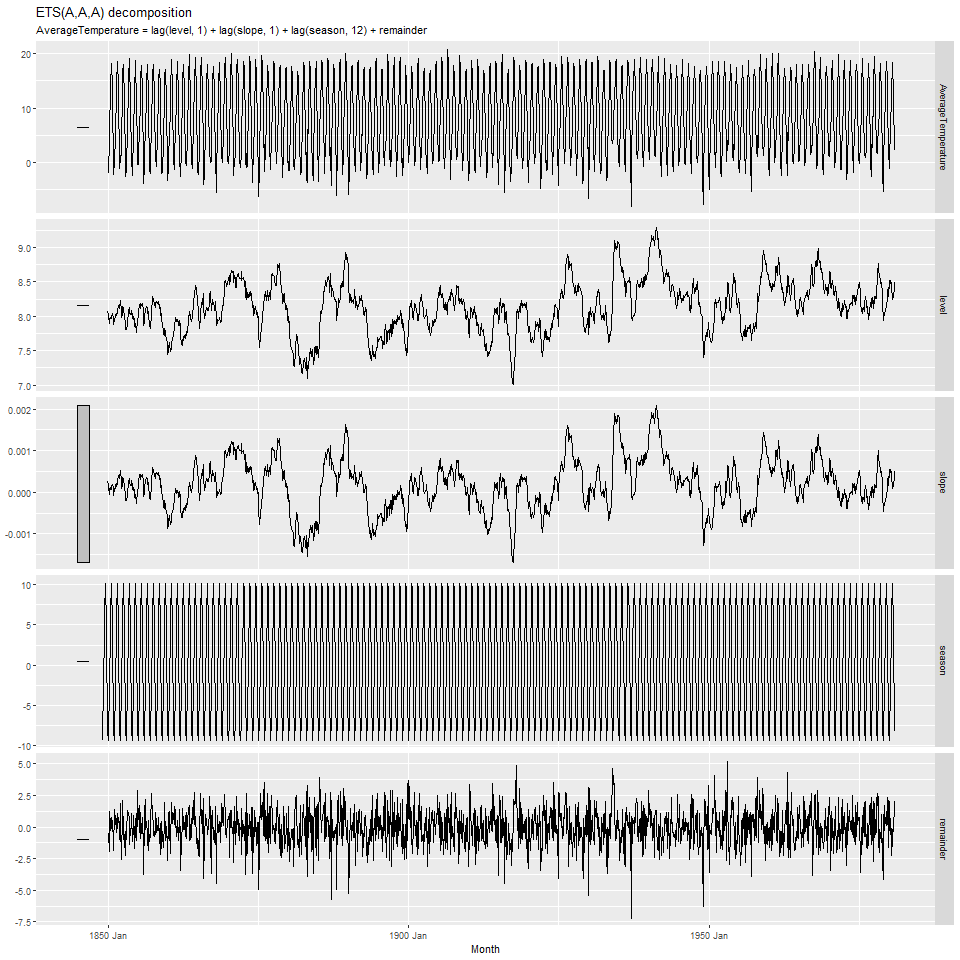 ETS(A,A,A) decomposition
AverageTemperature = lag(level, 1) + lag(slope, 1) + lag(season, 12) + remainder
20
10
0
AverageTemperature
9.0
8.5
8.0
7.5
7.0
level
0.002
0.001
0.000
-0.001
slope
10
5
0
-5
-10
season
5.0
2.5
0.0
-2.5
-5.0
-7.5
remainder
1850 Jan
1900 Jan
1950 Jan
Month